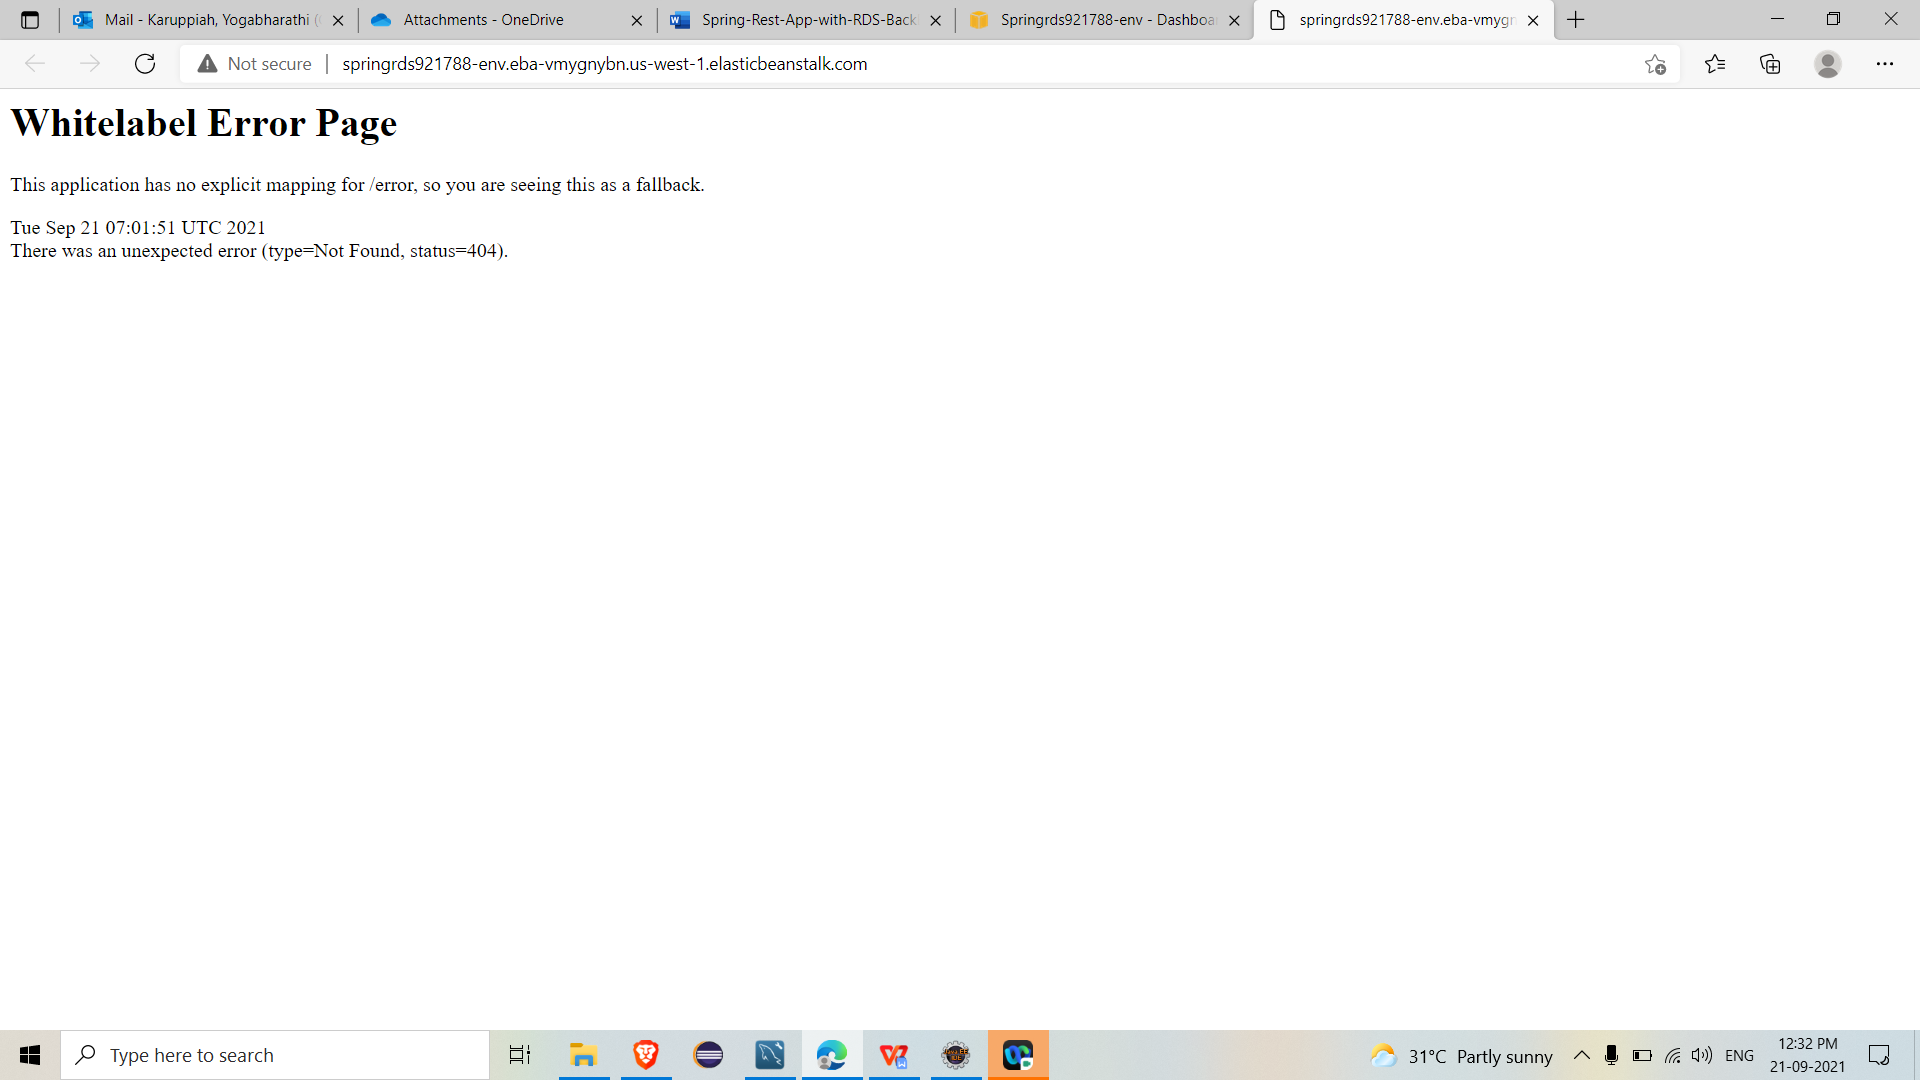 Mail - Karuppiah, Yogabharathi (
Attachments - OneDrive
Spring-Rest-App-with-RDS-Back
Springrds921788-env - Dashboa
springrds921788-env.eba-vmygn
Not secure
springrds921788-env.eba-vmygnybn.us-west-1.elasticbeanstalk.com
Whitelabel Error Page
This application has no explicit mapping for /error, so you are seeing this as a fallback.
Tue Sep 21 07:01:51 UTC 2021
There was an unexpected error (type=Not Found, status=404).
Type here to search
31°C Partly sunny
ENG
12:32 PM
21-09-2021